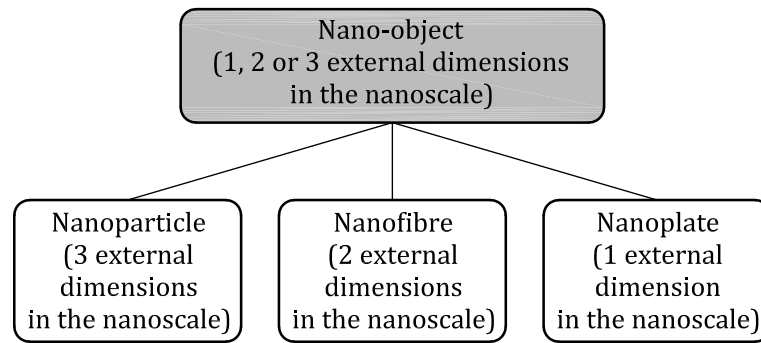 Nano-object
(1, 2 or 3 external dimensions
in the nanoscale)
Nanoparticle
(3 external
dimensions
in the nanoscale)
Nanofibre
(2 external
dimensions
in the nanoscale)
Nanoplate
(1 external
dimension
in the nanoscale)